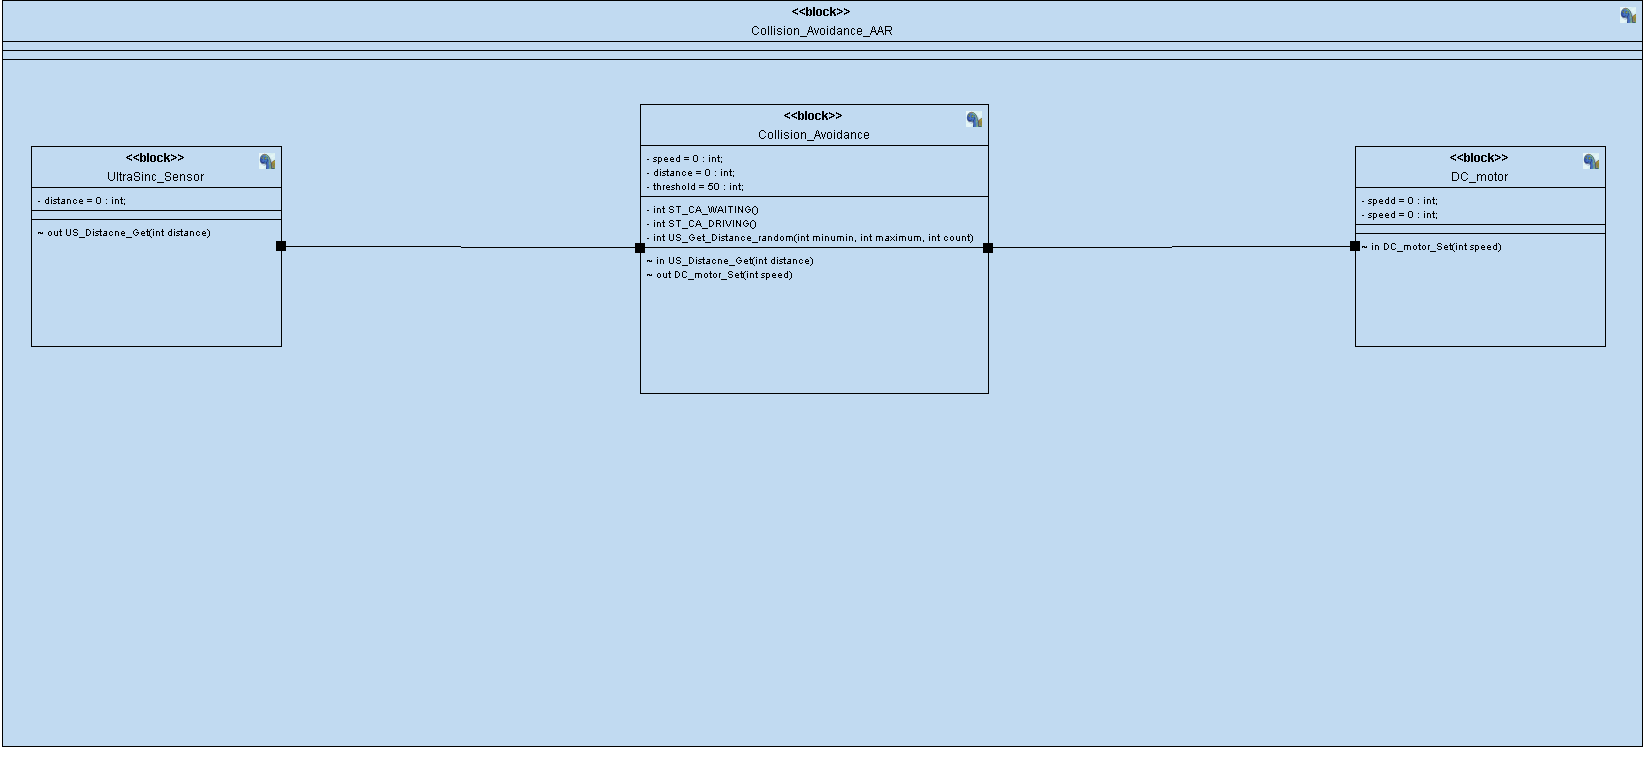 <<block>>
Collision_Avoidance_AAR
<<block>>
UltraSinc_Sensor
- distance = 0 : int;
~ out US_Distacne_Get(int distance)
<<block>>
Collision_Avoidance
- speed = 0 : int;
- distance = 0 : int;
- threshold = 50 : int;
- int ST_CA_WAITING()
- int ST_CA_DRIVING()
- int US_Get_Distance_random(int minumin, int maximum, int count)
~ in US_Distacne_Get(int distance)
~ out DC_motor_Set(int speed)
<<block>>
DC_motor
- spedd = 0 : int;
- speed = 0 : int;
~ in DC_motor_Set(int speed)